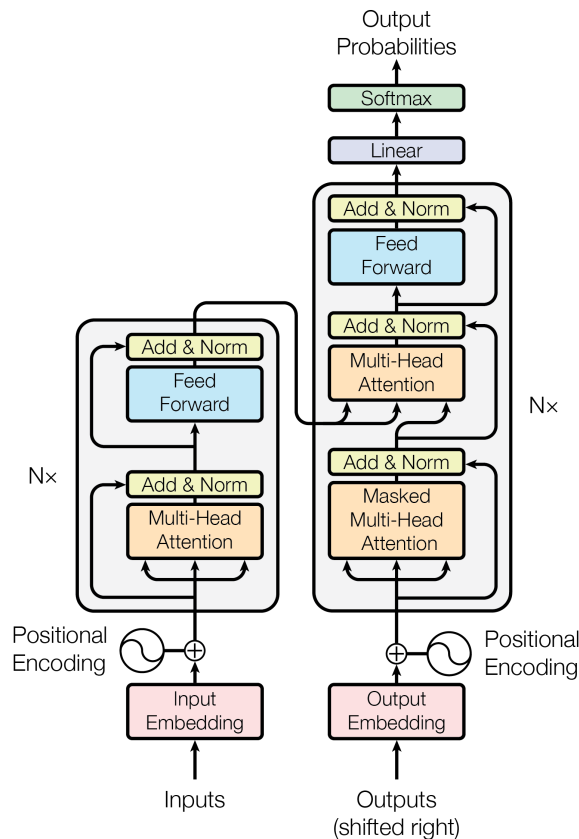 Output
Probabilities
Softmax
Linear
Add & Norm
Feed
Forward
Add & Norm
Multi-Head
Attention
Add & Norm
Masked
Multi-Head
Attention
N×
Add & Norm
Feed
Forward
Add & Norm
Multi-Head
Attention
N×
Positional
Encoding
Positional
Encoding
Input
Embedding
Output
Embedding
Inputs
Outputs
(shifted right)